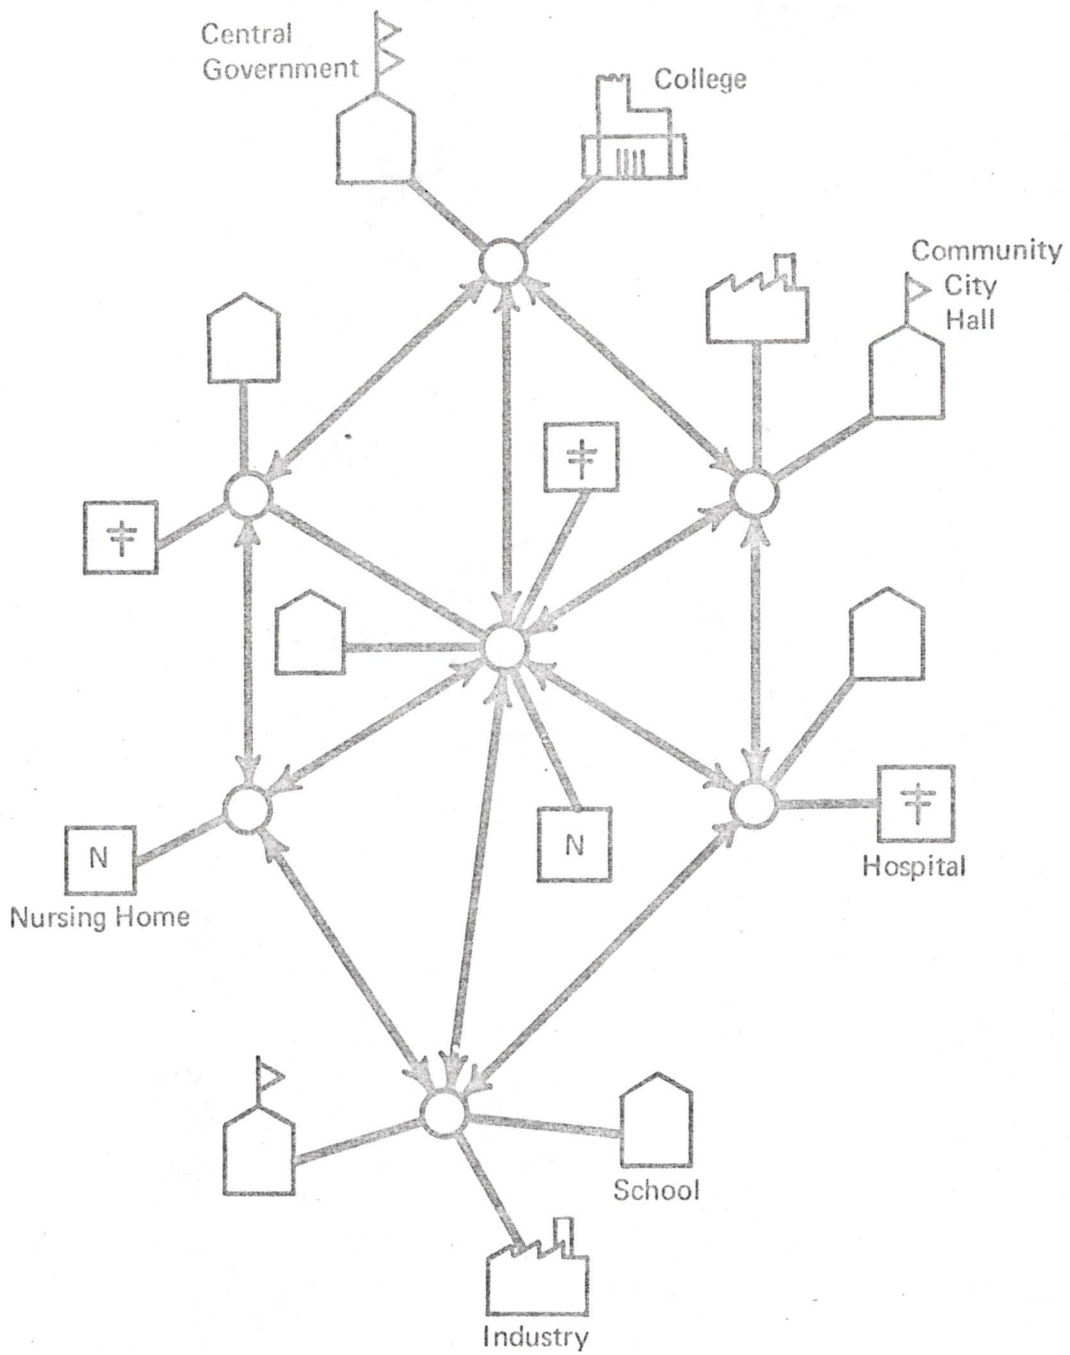 Central
Government
College
Community
City
Hall
N
N
Nursing Home
Hospital
School
Industry